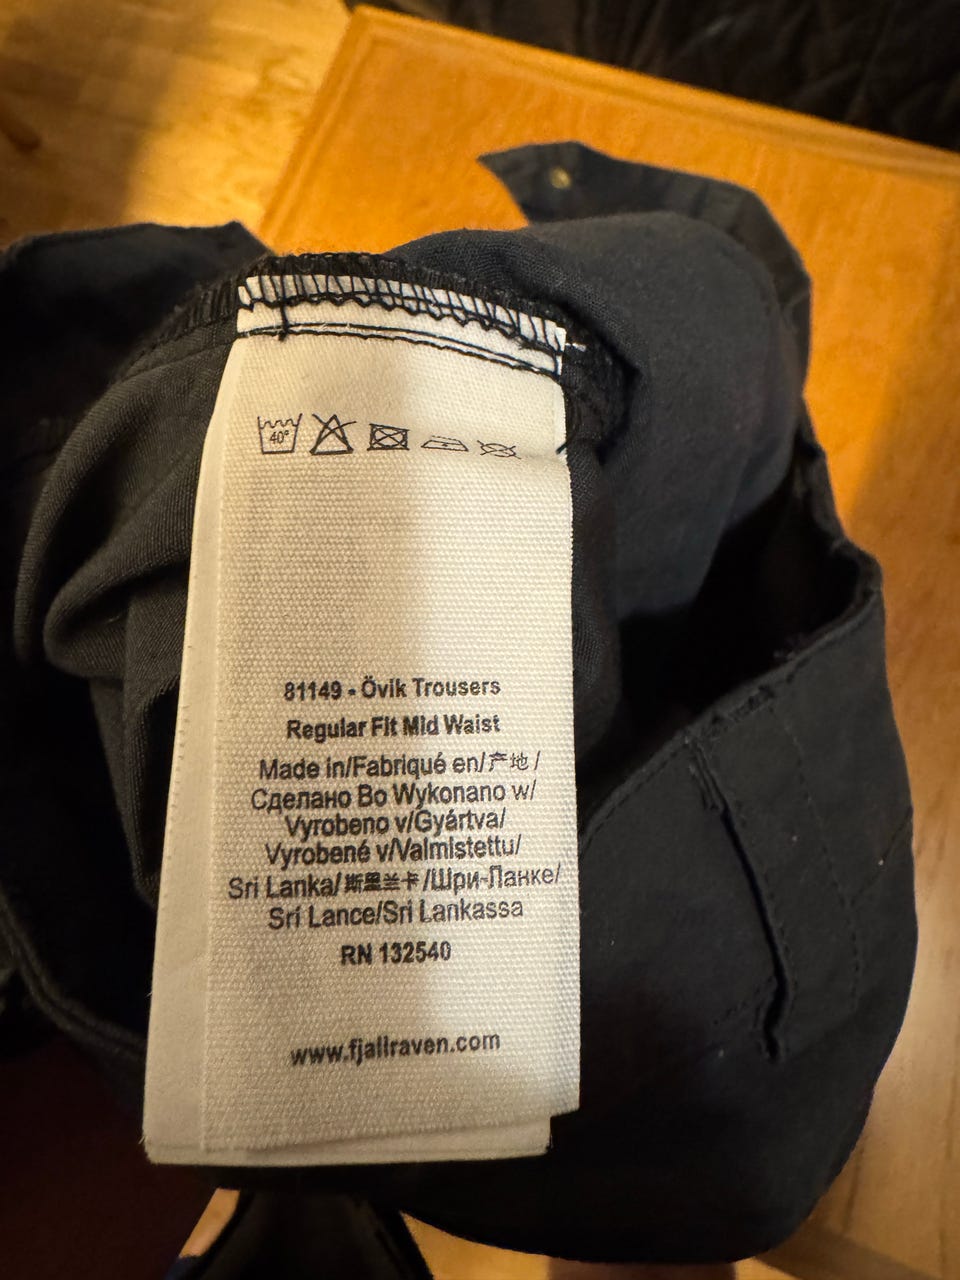 40°
81149 - Övik Trousers
Regular Fit Mid Waist
Made in/Fabriqué en/产地/
Сделано Во Wykonano w/
Vyrobeno v/Gyártva/
Vyrobené v/Valmistettu/
Sri Lanka/斯里兰卡/Шри-Ланке/
Sri Lance/Sri Lankassa
RN 132540
www.fjallraven.com